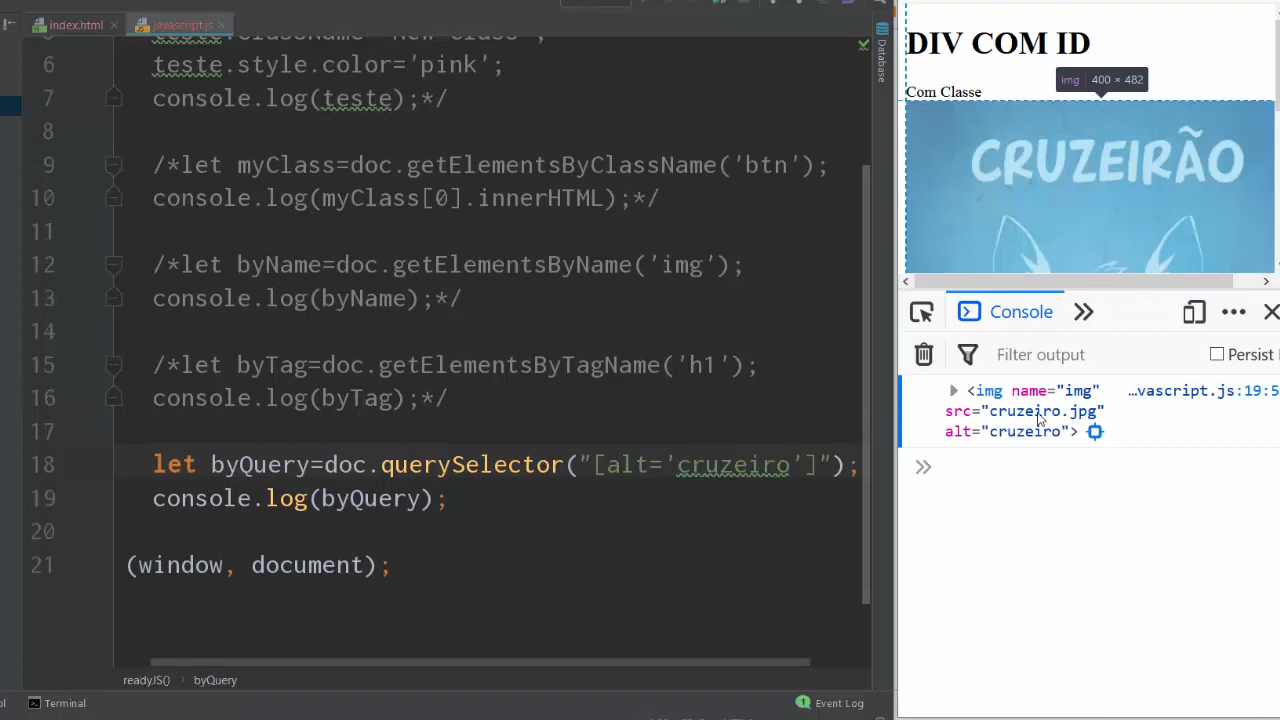 index.html
javascript.js
Database
teste.className='New Class';
6 teste.style.color='pink';
7 console.log(teste);*/
8
9 /*let myClass=doc.getElementsByClassName('btn');
10 console.log(myClass[0].innerHTML);*/
11
12 /*let byName=doc.getElementsByName('img');
13 console.log(byName);*/
14
15 /*let byTag=doc.getElementsByTagName('h1');
16 console.log(byTag);*/
17
18 let byQuery=doc.querySelector("[alt='cruzeiro']");
19 console.log(byQuery);
20
21 (window, document);
readyJS() › byQuery
Terminal
1 Event Log
DIV COM ID
img 400 × 482
Com Classe
CRUZEIRÃO
Console
Filter output
Persist
<img name="img" …vascript.js:19:5
src="cruzeiro.jpg"
alt="cruzeiro">